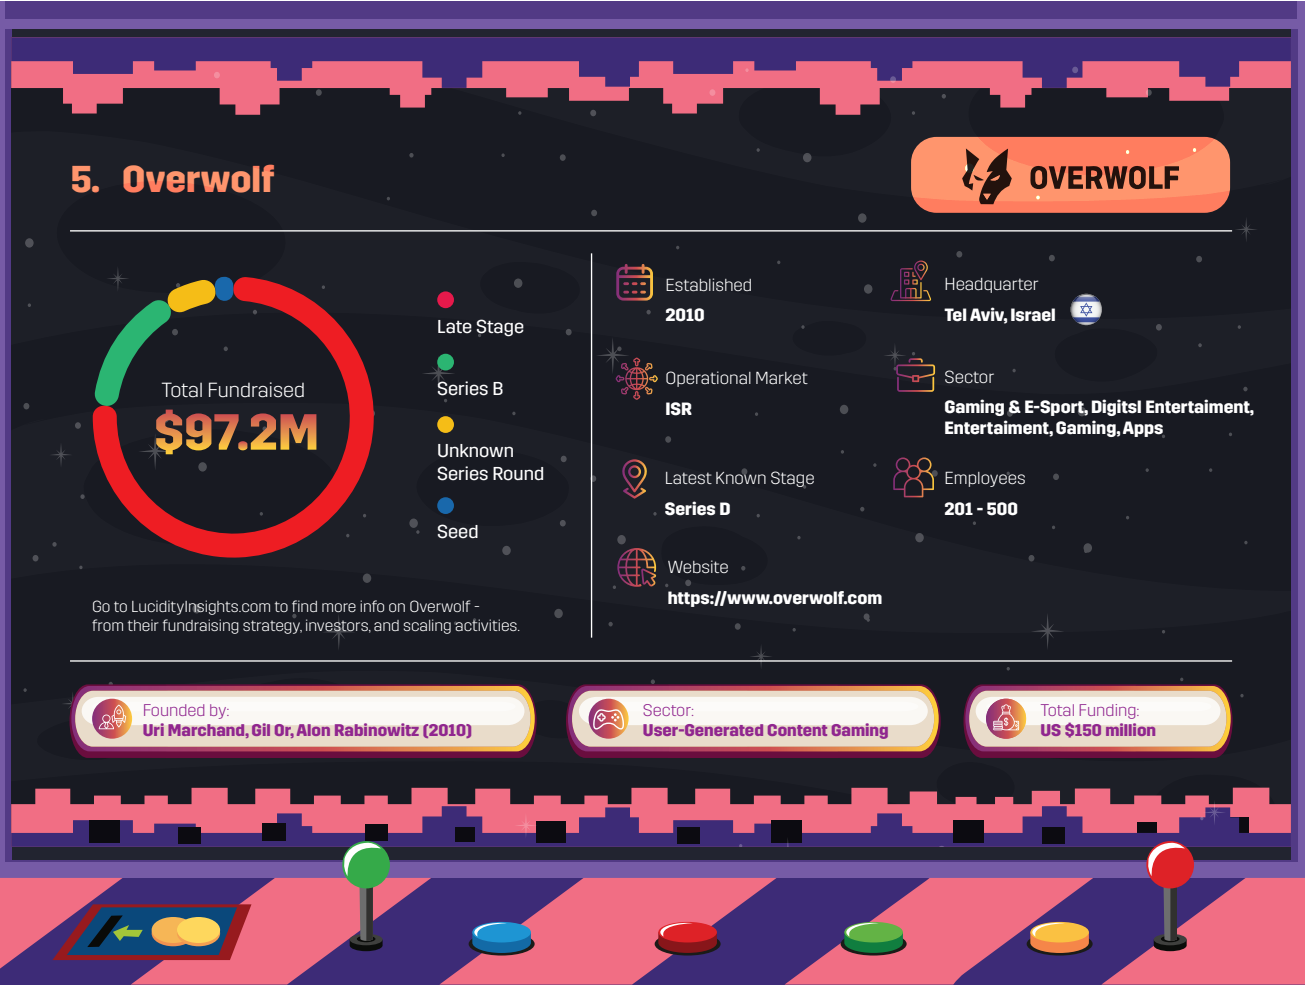 5. Overwolf
OVERWOLF
Total Fundraised
$97.2M
Late Stage
Series B
Unknown
Series Round
Seed
Go to LucidityInsights.com to find more info on Overwolf -
from their fundraising strategy, investors, and scaling activities.
Established
2010
Headquarter
Tel Aviv, Israel
Operational Market
ISR
Sector
Gaming & E-Sport, Digitsl Entertaiment,
Entertaiment, Gaming, Apps
Latest Known Stage
Series D
Employees
201 - 500
Website
https://www.overwolf.com
Founded by:
Uri Marchand, Gil Or, Alon Rabinowitz (2010)
Sector:
User-Generated Content Gaming
Total Funding:
US $150 million